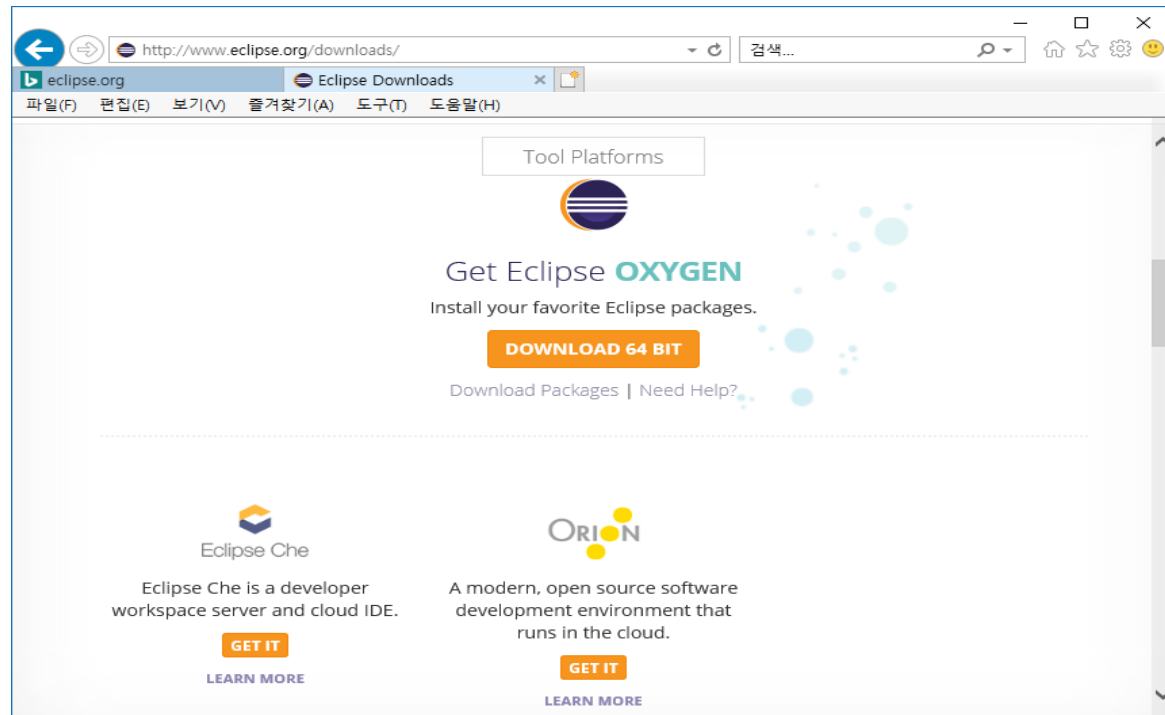 http://www.eclipse.org/downloads/
검색...
eclipse.org
Eclipse Downloads
파일(F) 편집(E) 보기(V) 즐겨찾기(A) 도구(T) 도움말(H)
Tool Platforms
Get Eclipse OXYGEN
Install your favorite Eclipse packages.
DOWNLOAD 64 BIT
Download Packages | Need Help?
Eclipse Che
Eclipse Che is a developer
workspace server and cloud IDE.
GET IT
LEARN MORE
ORION
A modern, open source software
development environment that
runs in the cloud.
GET IT
LEARN MORE